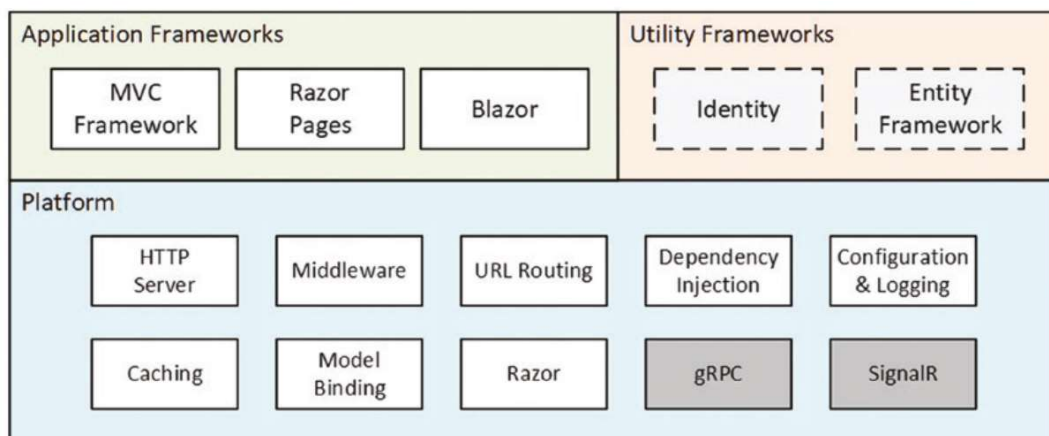 Application Frameworks
Utility Frameworks
MVC
Framework
Razor
Pages
Blazor
Identity
Entity
Framework
Platform
HTTP
Server
Middleware
URL Routing
Dependency
Injection
Configuration
& Logging
Caching
Model
Binding
Razor
gRPC
SignalR